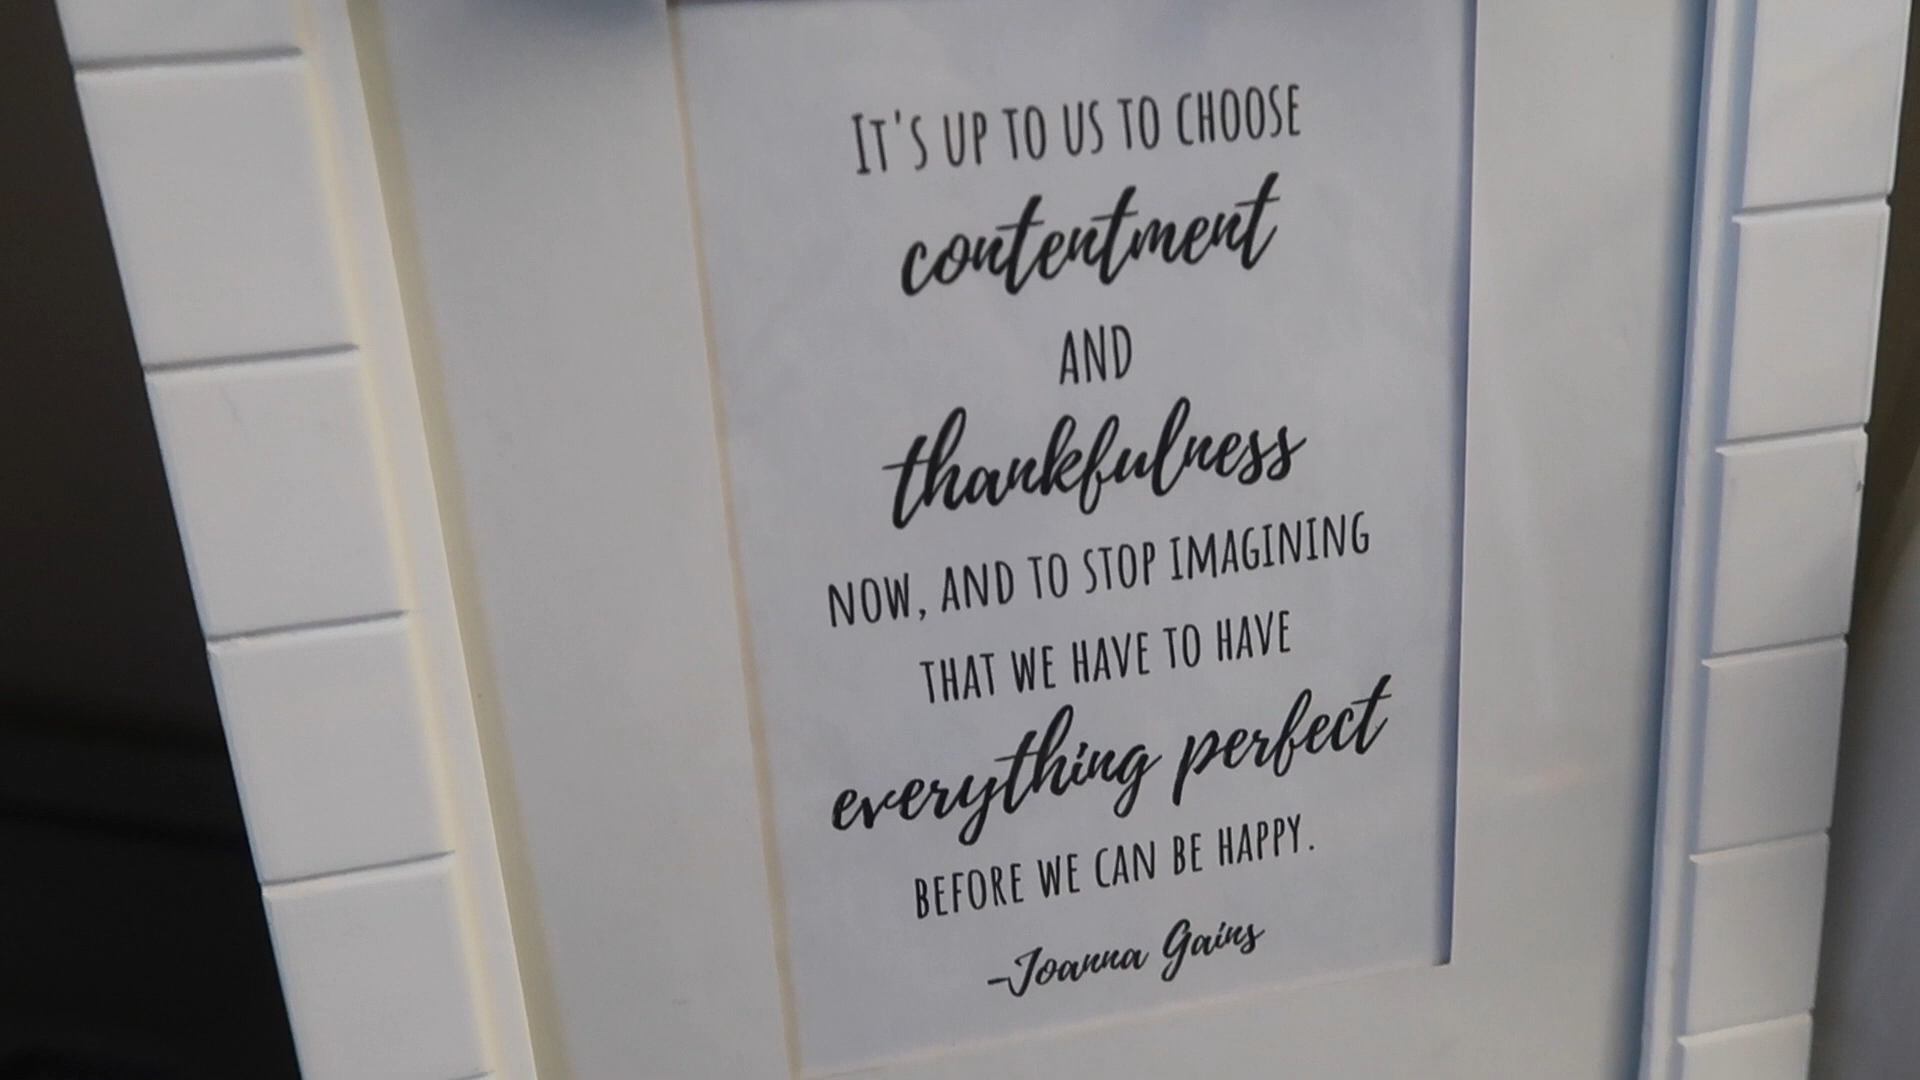 It's up to us to choose
contentment
and
thankfulness
now, and to stop imagining
that we have to have
everything perfect
before we can be happy.
-Joanna Gains